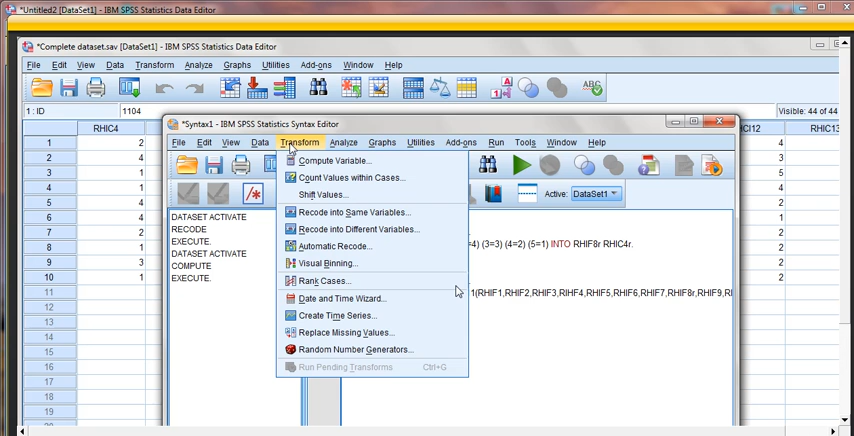 *Untitled2 [DataSet1] - IBM SPSS Statistics Data Editor
*Complete dataset.sav [DataSet1] - IBM SPSS Statistics Data Editor
File Edit View Data Transform Analyze Graphs Utilities Add-ons Window Help
1 : ID 1104 Visible: 44 of 44
*Syntax1 - IBM SPSS Statistics Syntax Editor
RHIC4 RHIC13
File Edit View Data Transform Analyze Graphs Utilities Add-ons Run Tools Window Help
Compute Variable...
Count Values within Cases...
Shift Values...
Active: DataSet1
Recode into Same Variables...
Recode into Different Variables...
Automatic Recode...
Visual Binning...
Rank Cases...
Date and Time Wizard...
Create Time Series...
Replace Missing Values...
Random Number Generators...
Run Pending Transforms Ctrl+G
DATASET ACTIVATE
RECODE
EXECUTE.
DATASET ACTIVATE
COMPUTE
EXECUTE.
=4) (3=3) (4=2) (5=1) INTO RHIF8r RHIC4r.
1(RHIF1,RHIF2,RHIF3,RHIF4,RHIF5,RHIF6,RHIF7,RHIF8r,RHIF9,RI
1 2 4
2 4 3
3 1 5
4 4 2
5 4 2
6 4 1
7 2 2
8 1 2
9 3 2
10 1 2
11
12
13
14
15
16
17
18
19
20